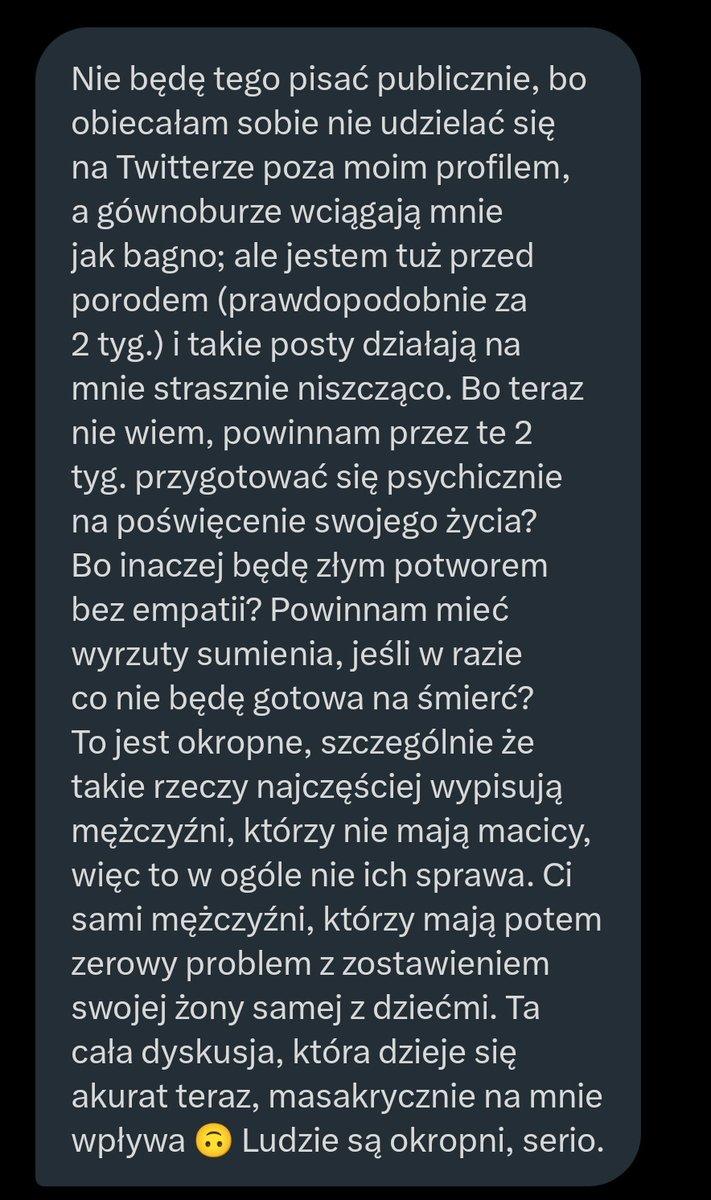 Nie będę tego pisać publicznie, bo
obiecałam sobie nie udzielać się
na Twitterze poza moim profilem,
a gównoburze wciągają mnie
jak bagno; ale jestem tuż przed
porodem (prawdopodobnie za
2 tyg.) i takie posty działają na
mnie strasznie niszcząco. Bo teraz
nie wiem, powinnam przez te 2
tyg. przygotować się psychicznie
na poświęcenie swojego życia?
Bo inaczej będę złym potworem
bez empatii? Powinnam mieć
wyrzuty sumienia, jeśli w razie
co nie będę gotowa na śmierć?
To jest okropne, szczególnie że
takie rzeczy najczęściej wypisują
mężczyźni, którzy nie mają macicy,
więc to w ogóle nie ich sprawa. Ci
sami mężczyźni, którzy mają potem
zerowy problem z zostawieniem
swojej żony samej z dziećmi. Ta
cała dyskusja, która dzieje się
akurat teraz, masakrycznie na mnie
wpływa 🙃 Ludzie są okropni, serio.